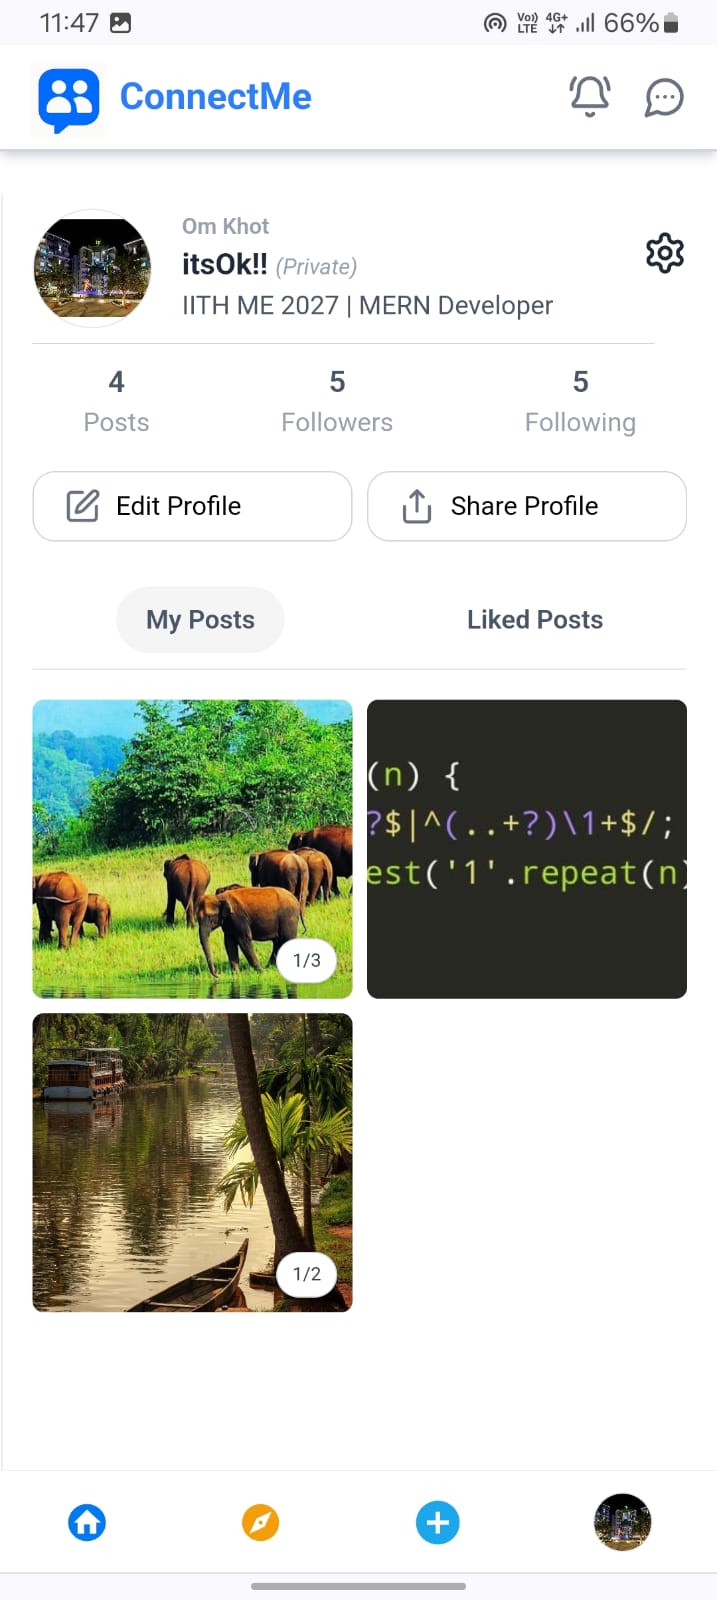 11:47 Vo) LTE 4G+ 66%
ConnectMe
Om Khot
itsOk!! (Private)
IITH ME 2027 | MERN Developer
4 5 5
Posts Followers Following
Edit Profile Share Profile
My Posts Liked Posts
(n) {
?$|^(..+?)\1+$/;
est('1'.repeat(n)
1/3
1/2